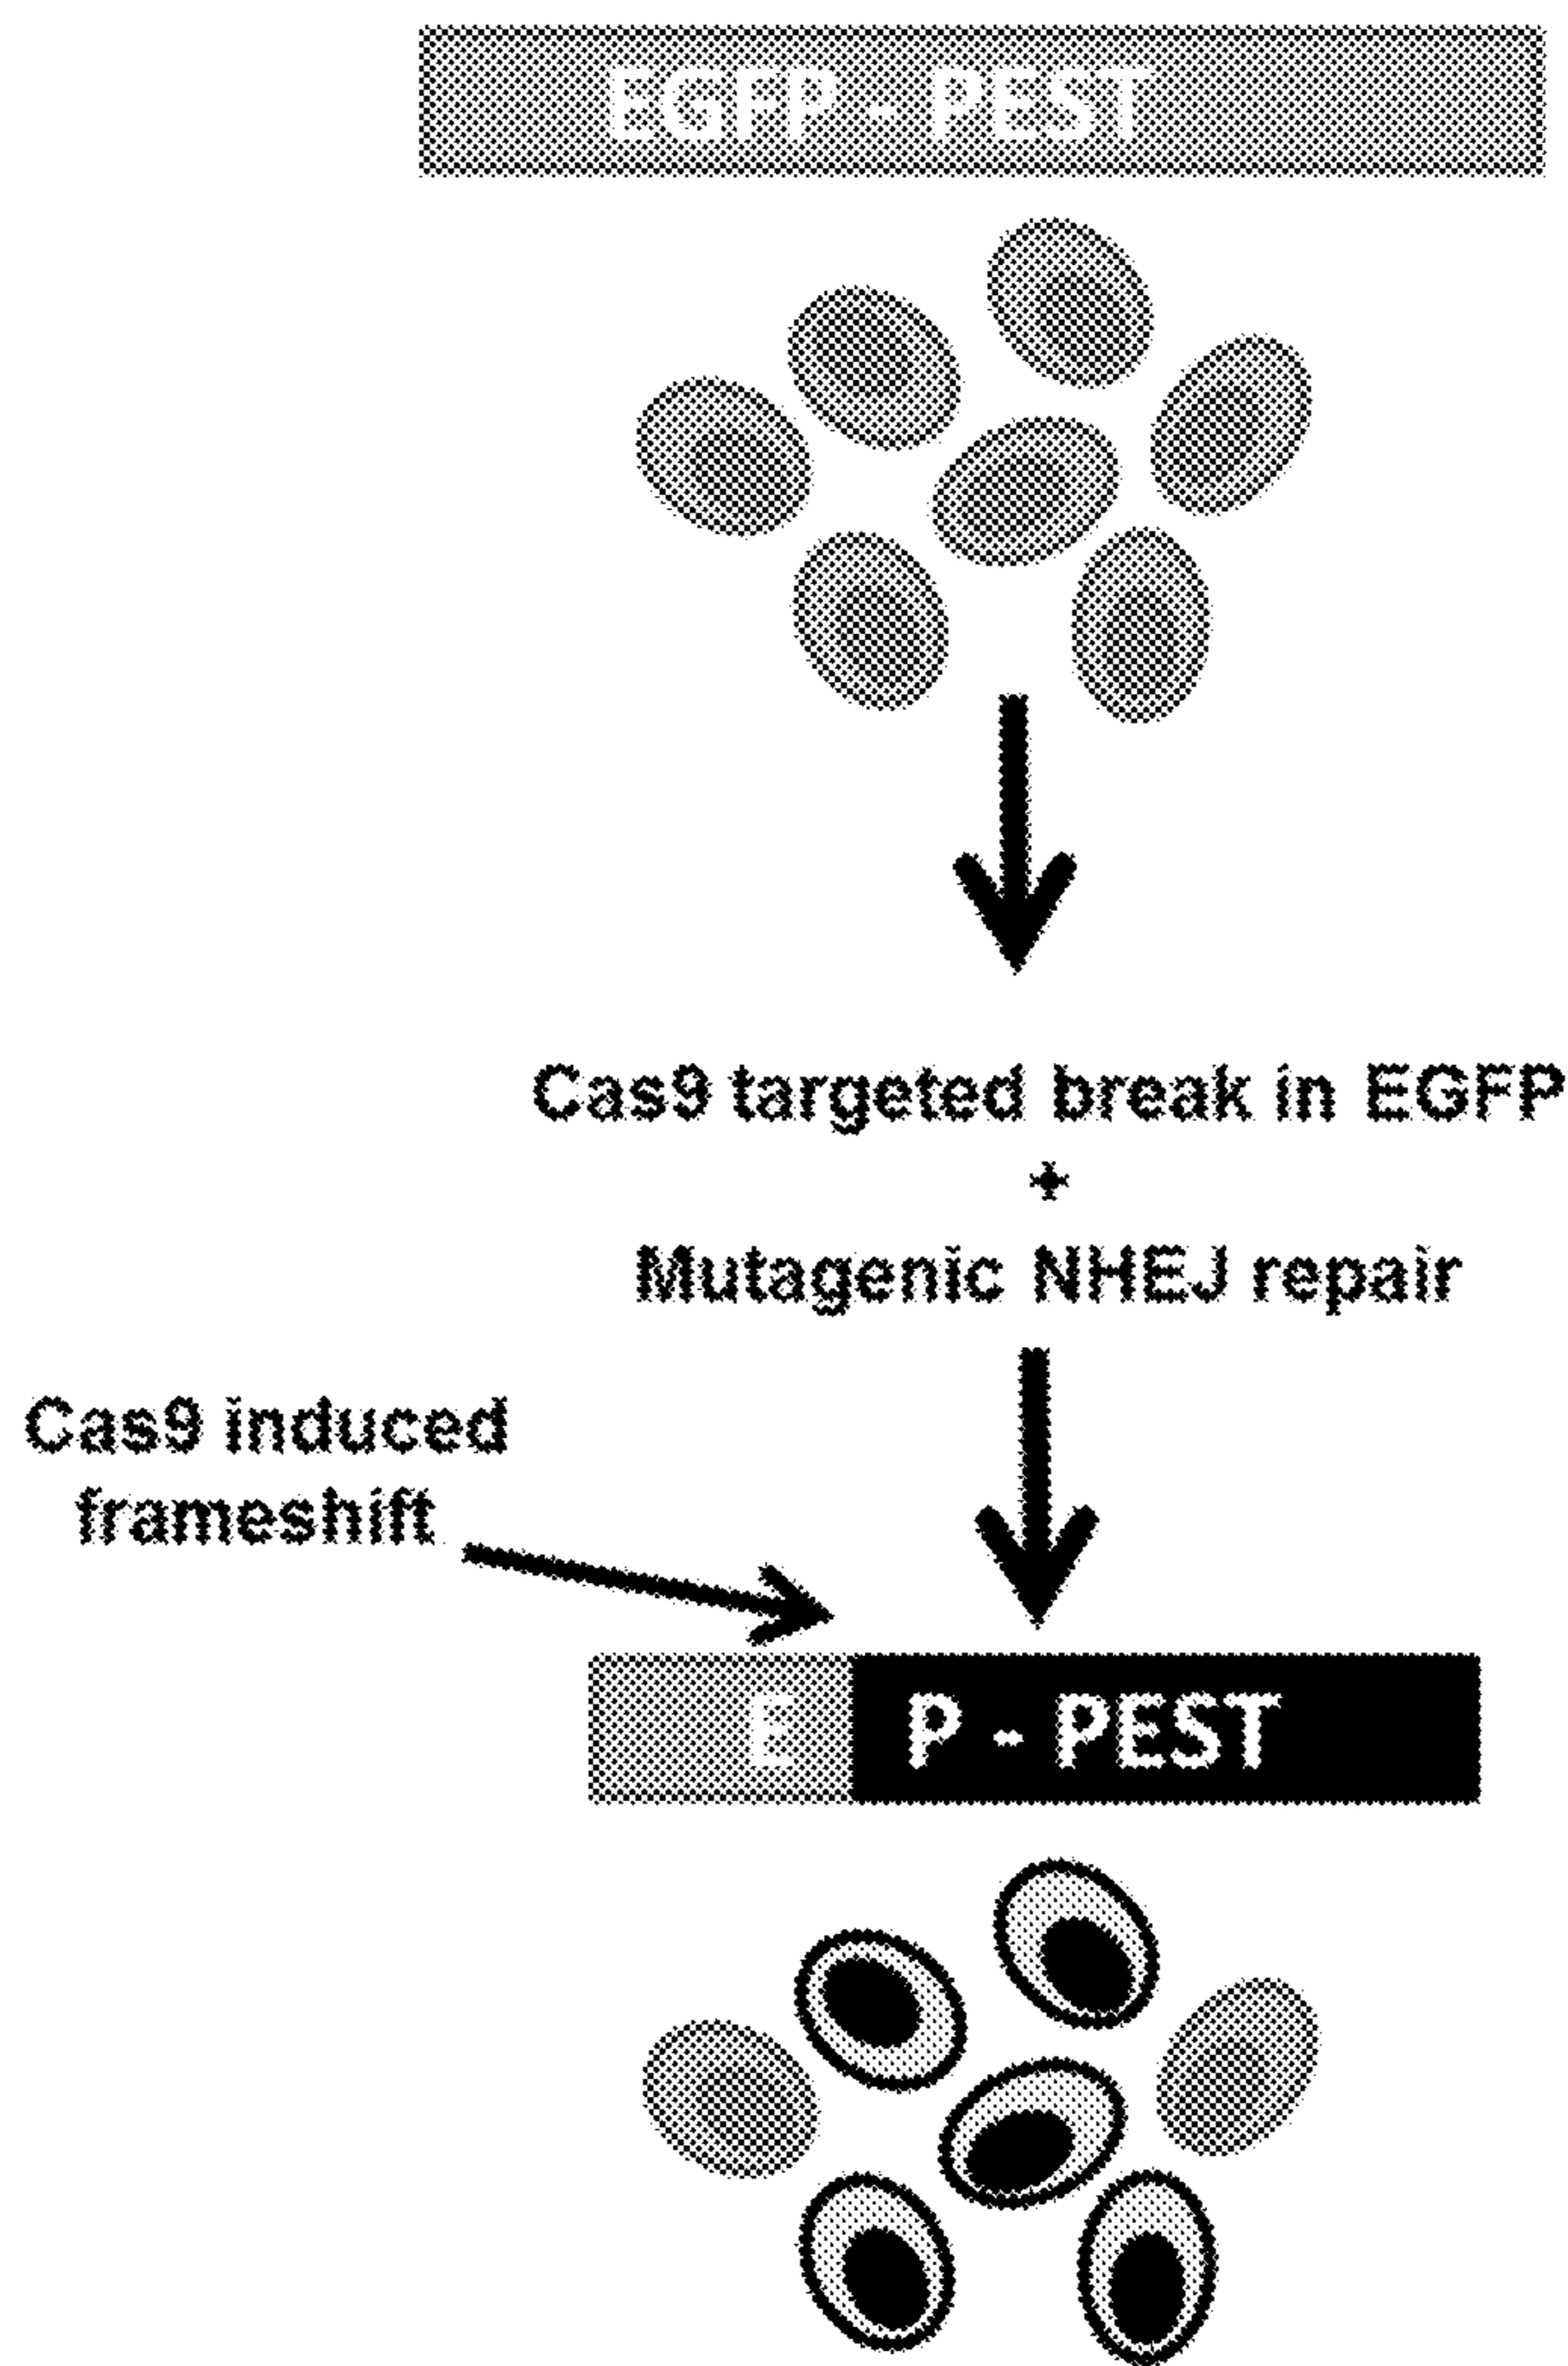 EGFP - PEST
Cas9 targeted break in EGFP
+
Mutagenic NHEJ repair
Cas9 induced
frameshift
E P - PEST